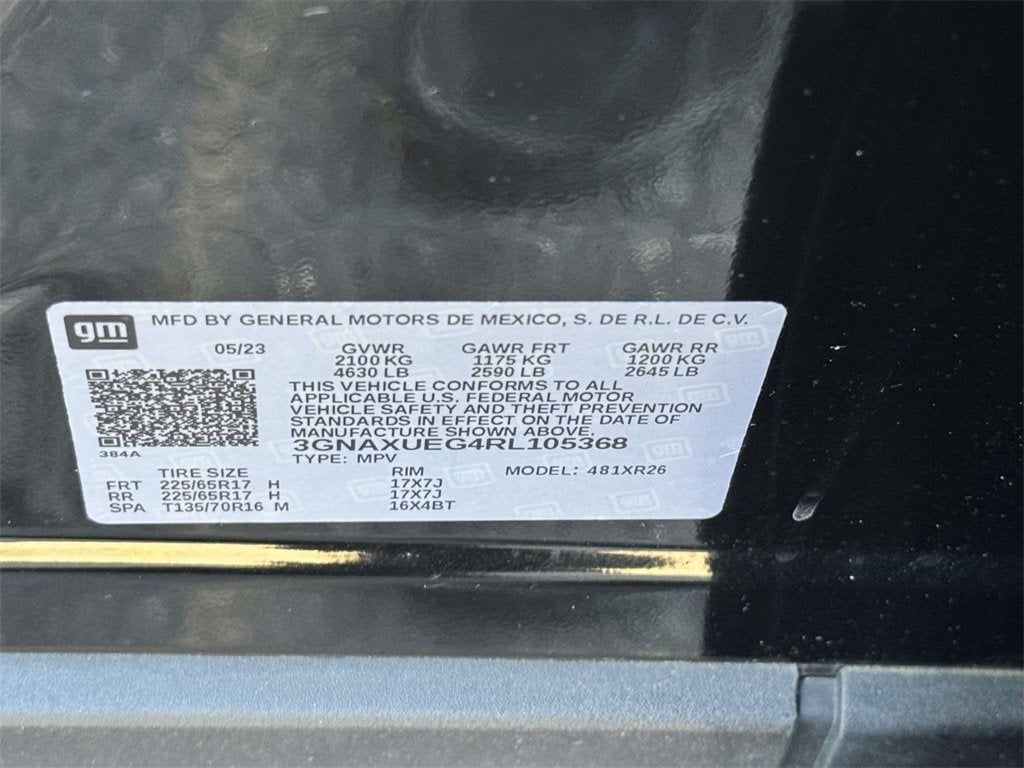 gm MFD BY GENERAL MOTORS DE MEXICO, S. DE R.L. DE C.V.
05/23 GVWR GAWR FRT GAWR RR
2100 KG 1175 KG 1200 KG
4630 LB 2590 LB 2645 LB
THIS VEHICLE CONFORMS TO ALL
APPLICABLE U.S. FEDERAL MOTOR
VEHICLE SAFETY AND THEFT PREVENTION
STANDARDS IN EFFECT ON THE DATE OF
MANUFACTURE SHOWN ABOVE.
3GNAXUEG4RL105368
384A
TYPE: MPV MODEL: 481XR26
TIRE SIZE RIM
FRT 225/65R17 H 17X7J
RR 225/65R17 H 17X7J
SPA T135/70R16 M 16X4BT